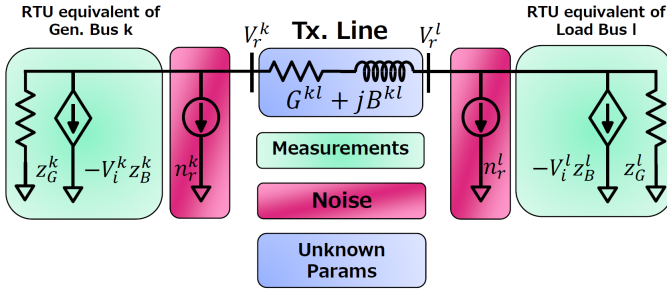 RTU equivalent of
Gen. Bus k
V_r^k
Tx. Line
V_r^l
RTU equivalent of
Load Bus l
G^{kl} + jB^{kl}
z_G^k
−V_i^k z_B^k
n_r^k
Measurements
n_r^l
−V_i^l z_B^l
z_G^l
Noise
Unknown
Params